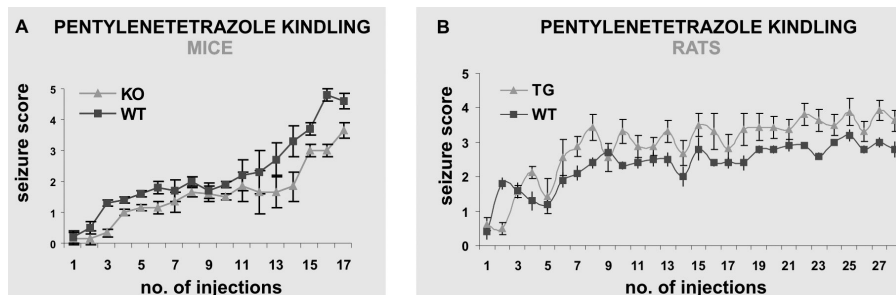 A PENTYLENETETRAZOLE KINDLING
MICE
KO
WT
seizure score
5
4
3
2
1
0
1 3 5 7 9 11 13 15 17
no. of injections
B PENTYLENETETRAZOLE KINDLING
RATS
TG
WT
seizure score
5
4
3
2
1
0
1 3 5 7 9 11 13 15 17 19 21 23 25 27
no. of injections